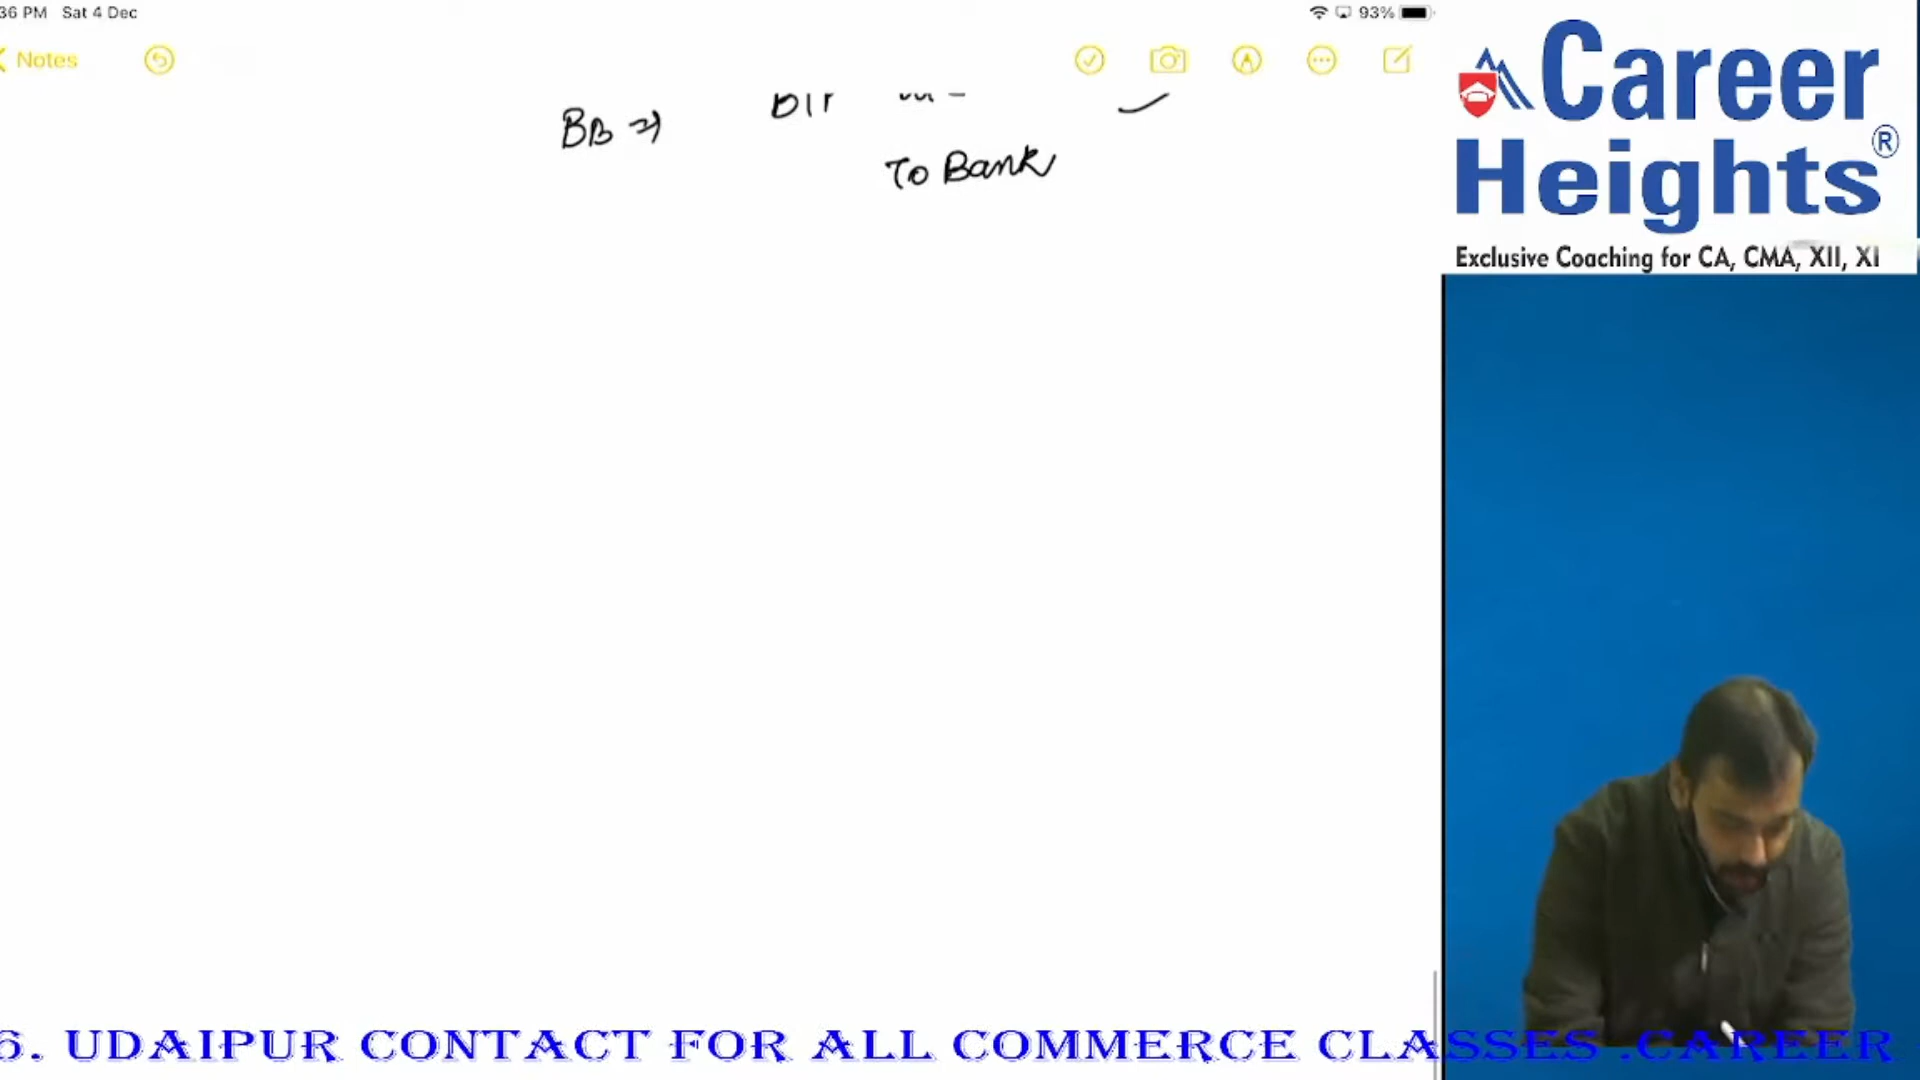 36 PM Sat 4 Dec
93%
Notes
BB ⇒
To Bank
Career
Heights®
Exclusive Coaching for CA, CMA, XII, XI
6. UDAIPUR CONTACT FOR ALL COMMERCE CLASSES .CAREER